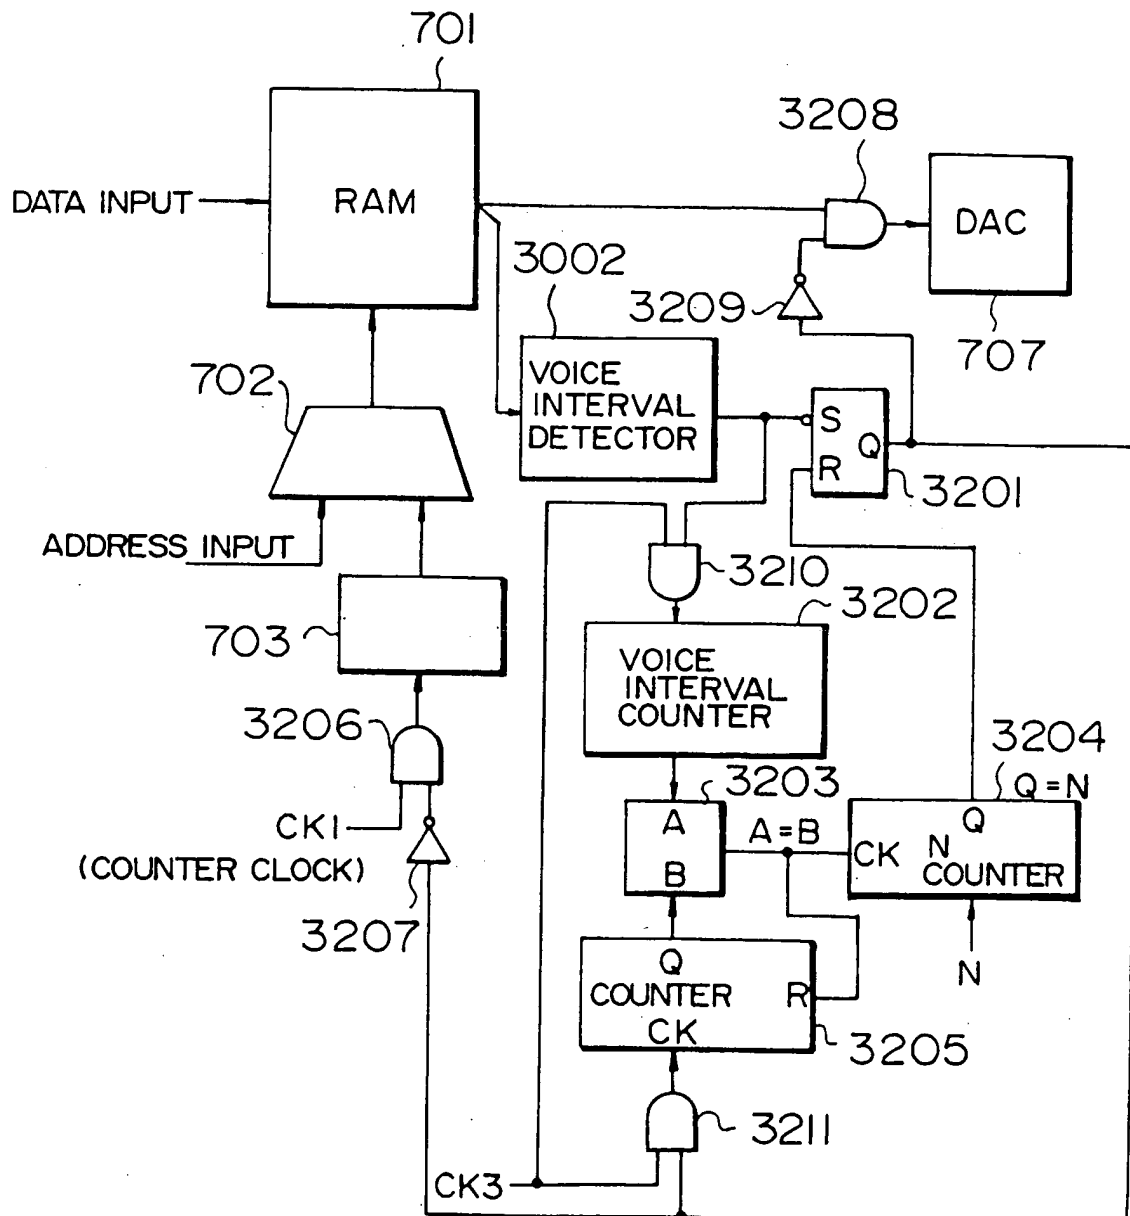 701
RAM
DATA INPUT
3208
DAC
707
3002
3209
VOICE
INTERVAL
DETECTOR
702
S
Q
R
3201
ADDRESS INPUT
3210
703
3202
VOICE
INTERVAL
COUNTER
3206
3204
3203
Q=N
CK1
(COUNTER CLOCK)
A
B
A=B
Q
CK N
COUNTER
3207
N
Q
COUNTER
R
CK
3205
3211
CK3